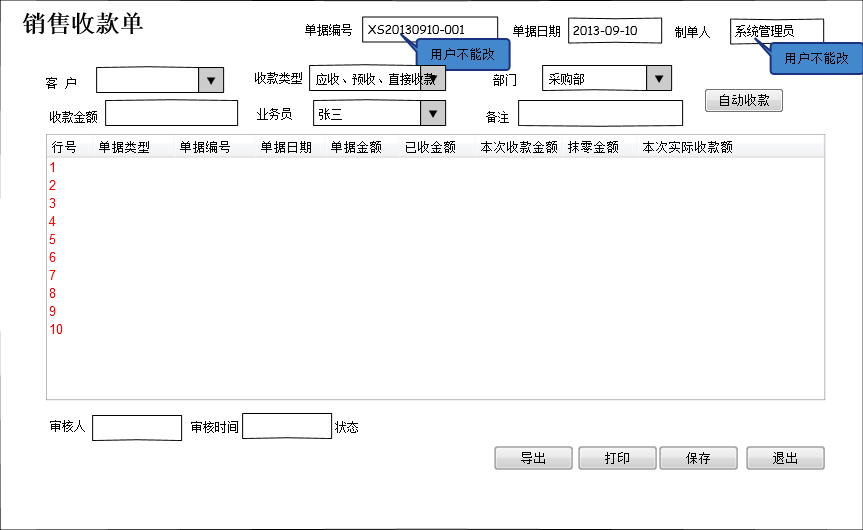 销售收款单
单据编号 XS20130910-001 单据日期 2013-09-10 制单人 系统管理员
用户不能改 用户不能改
客 户 收款类型 应收、预收、直接收款 部门 采购部
自动收款
收款金额 业务员 张三 备注
行号 单据类型 单据编号 单据日期 单据金额 已收金额 本次收款金额 抹零金额 本次实际收款额
1
2
3
4
5
6
7
8
9
10
审核人 审核时间 状态
导出 打印 保存 退出